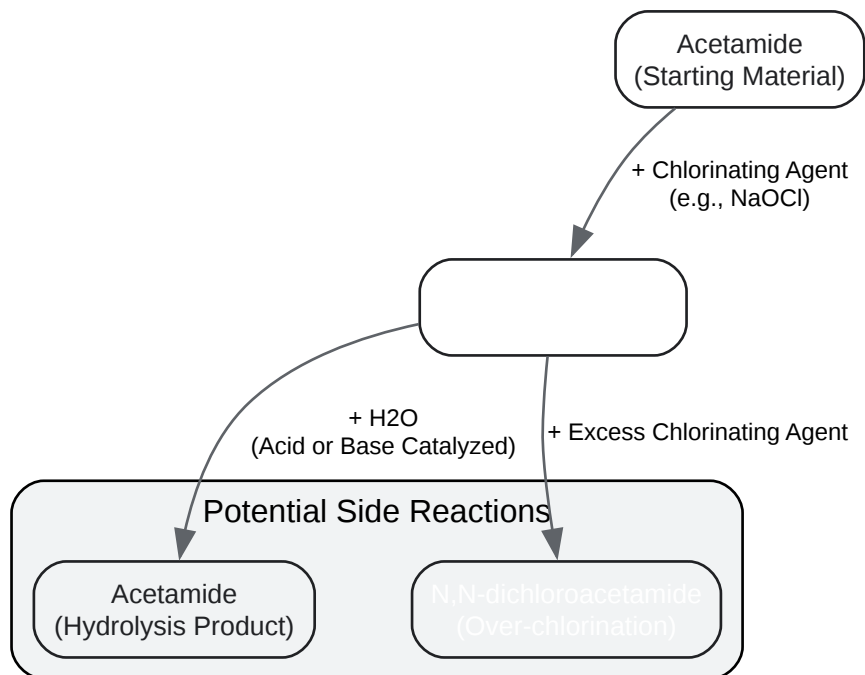 Acetamide
(Starting Material)
+ Chlorinating Agent
(e.g., NaOCl)
+ H2O
(Acid or Base Catalyzed)
+ Excess Chlorinating Agent
Potential Side Reactions
Acetamide
(Hydrolysis Product)
N,N-dichloroacetamide
(Over-chlorination)